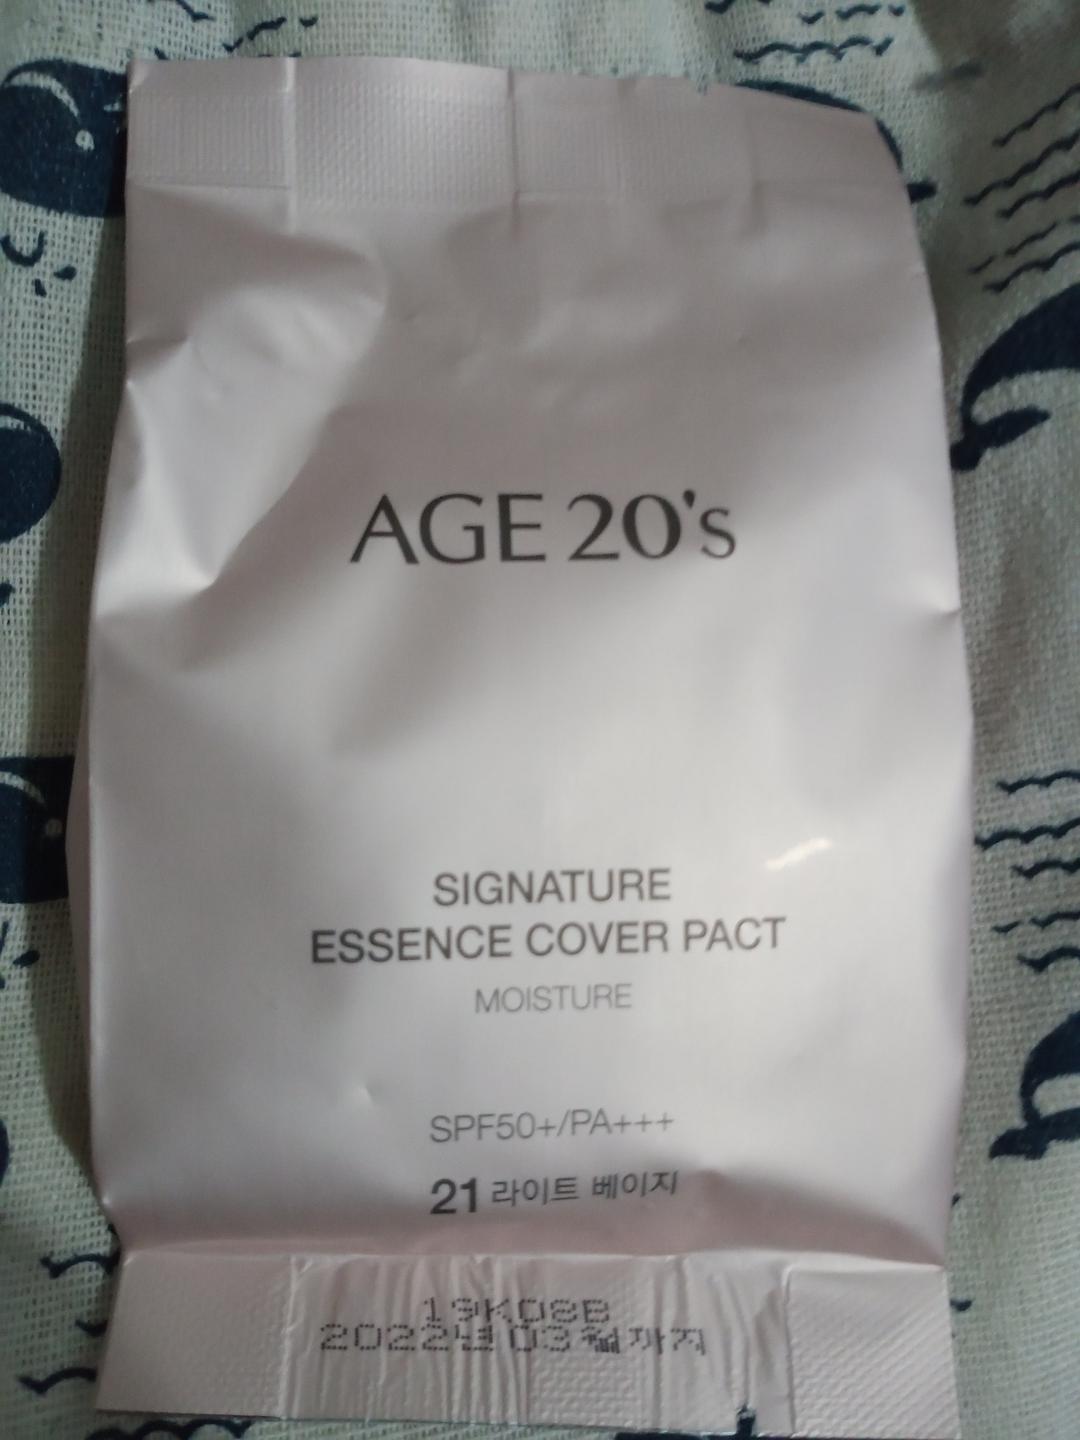 AGE 20's
SIGNATURE
ESSENCE COVER PACT
MOISTURE
SPF50+/PA+++
21 라이트 베이지
19K08B
2022년 03월까지